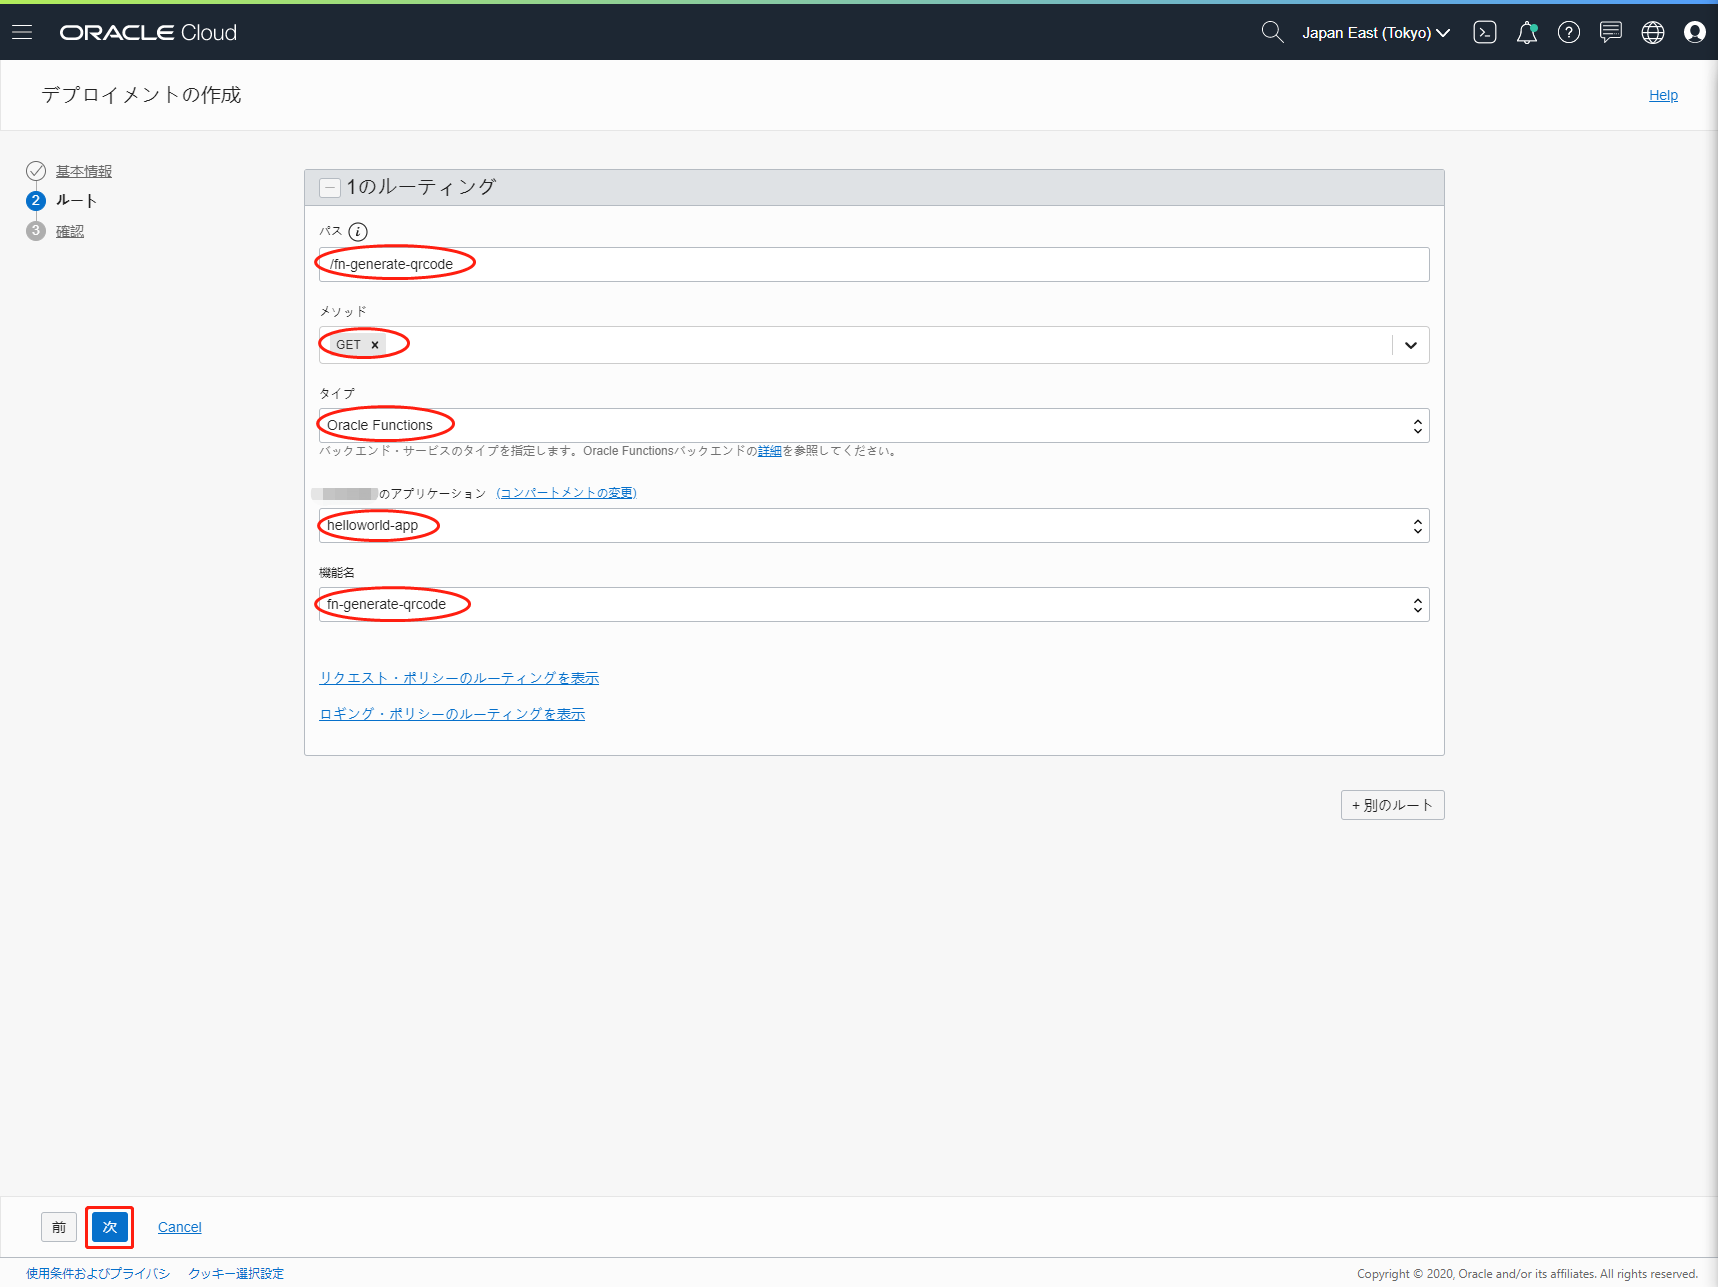 ORACLE Cloud
Japan East (Tokyo)
デプロイメントの作成
Help
基本情報
2 ルート
3 確認
1のルーティング
パス i
/fn-generate-qrcode
メソッド
GET ×
タイプ
Oracle Functions
バックエンド・サービスのタイプを指定します。Oracle Functionsバックエンドの詳細を参照してください。
のアプリケーション (コンパートメントの変更)
helloworld-app
機能名
fn-generate-qrcode
リクエスト・ポリシーのルーティングを表示
ロギング・ポリシーのルーティングを表示
+ 別のルート
前 次 Cancel
使用条件およびプライバシ クッキー選択設定
Copyright © 2020, Oracle and/or its affiliates. All rights reserved.